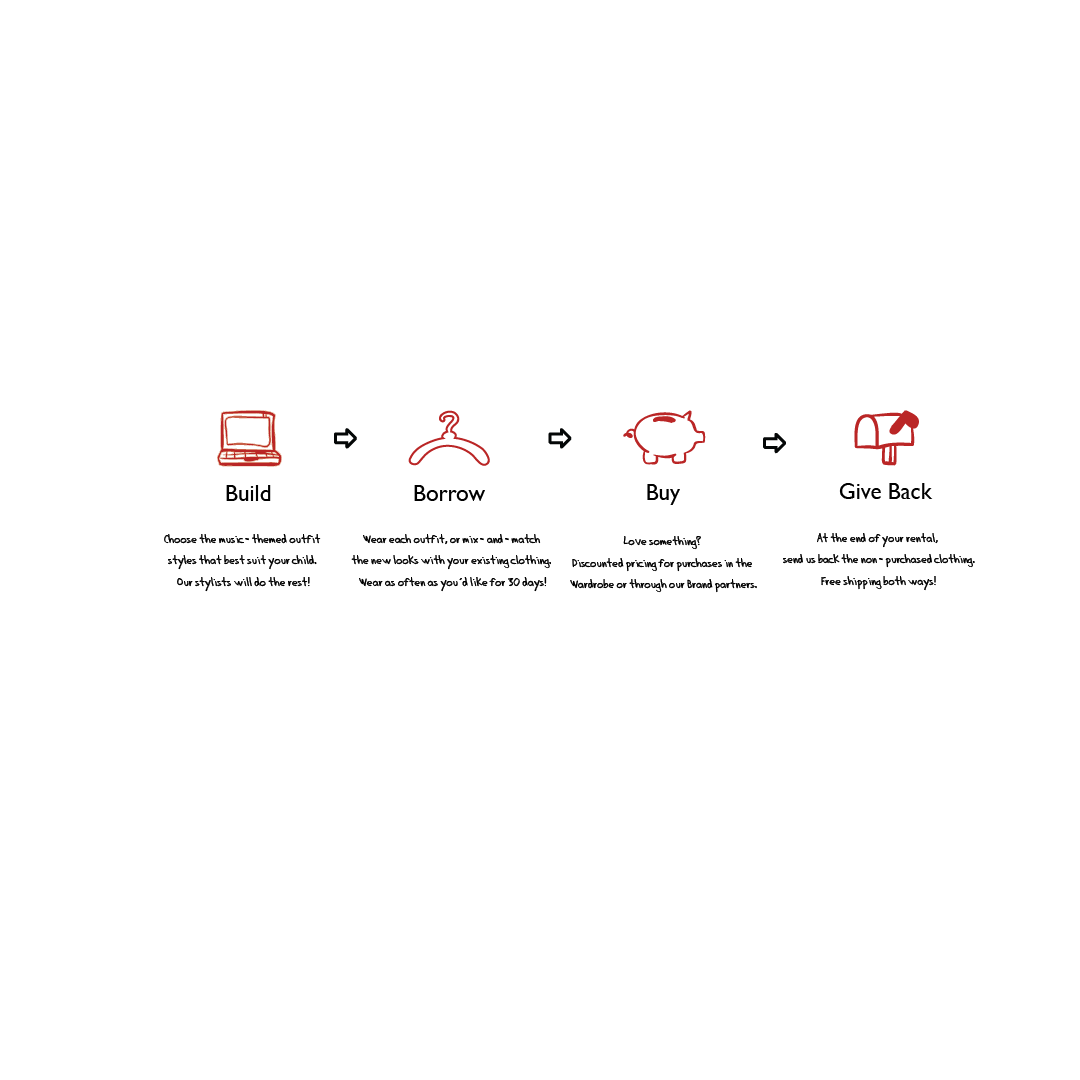 Build
Choose the music-themed outfit
styles that best suit your child.
Our stylists will do the rest!
Borrow
Wear each outfit, or mix-and-match
the new looks with your existing clothing.
Wear as often as you'd like for 30 days!
Buy
Love something?
Discounted pricing for purchases in the
Wardrobe or through our Brand partners.
Give Back
At the end of your rental,
send us back the non-purchased clothing.
Free shipping both ways!